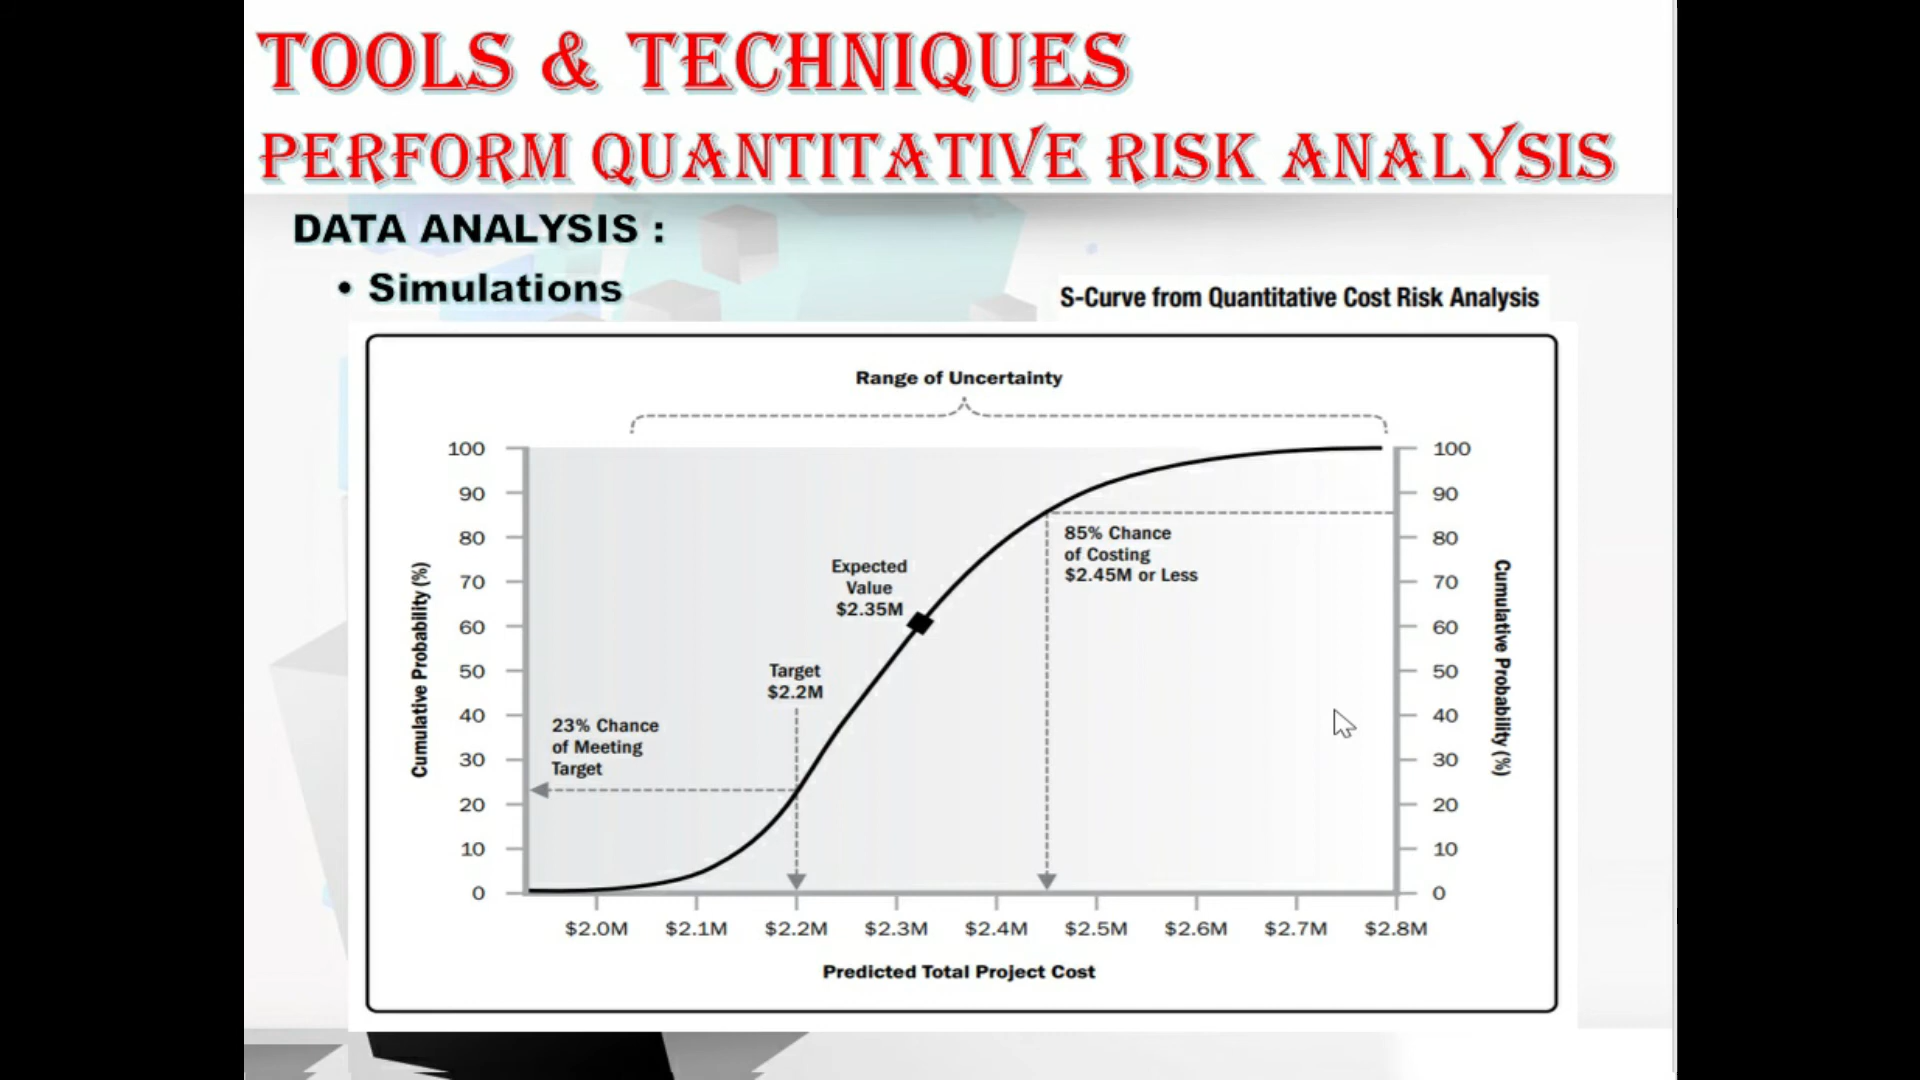 TOOLS & TECHNIQUES
PERFORM QUANTITATIVE RISK ANALYSIS
DATA ANALYSIS :
• Simulations
S-Curve from Quantitative Cost Risk Analysis
Range of Uncertainty
100
90
80
70
60
50
40
30
20
10
0
Cumulative Probability (%)
23% Chance
of Meeting
Target
Target
$2.2M
Expected
Value
$2.35M
85% Chance
of Costing
$2.45M or Less
100
90
80
70
60
50
40
30
20
10
0
Cumulative Probability (%)
$2.0M $2.1M $2.2M $2.3M $2.4M $2.5M $2.6M $2.7M $2.8M
Predicted Total Project Cost